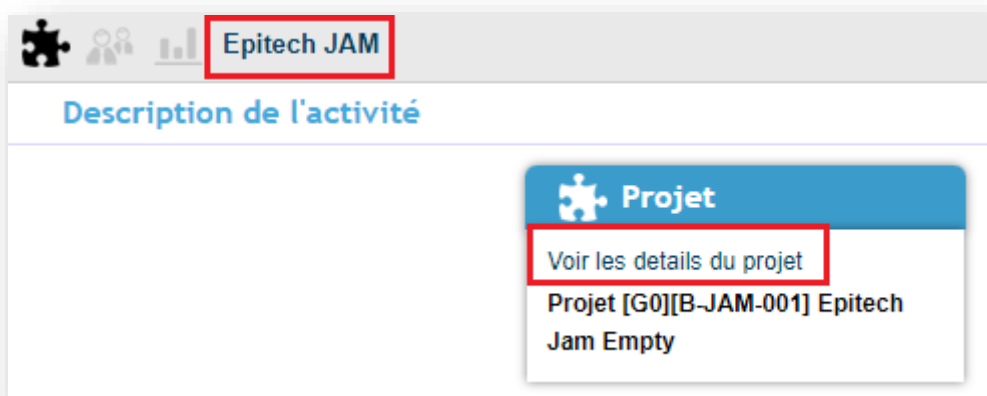 Epitech JAM
Description de l'activité
Projet
Voir les details du projet
Projet [G0][B-JAM-001] Epitech
Jam Empty